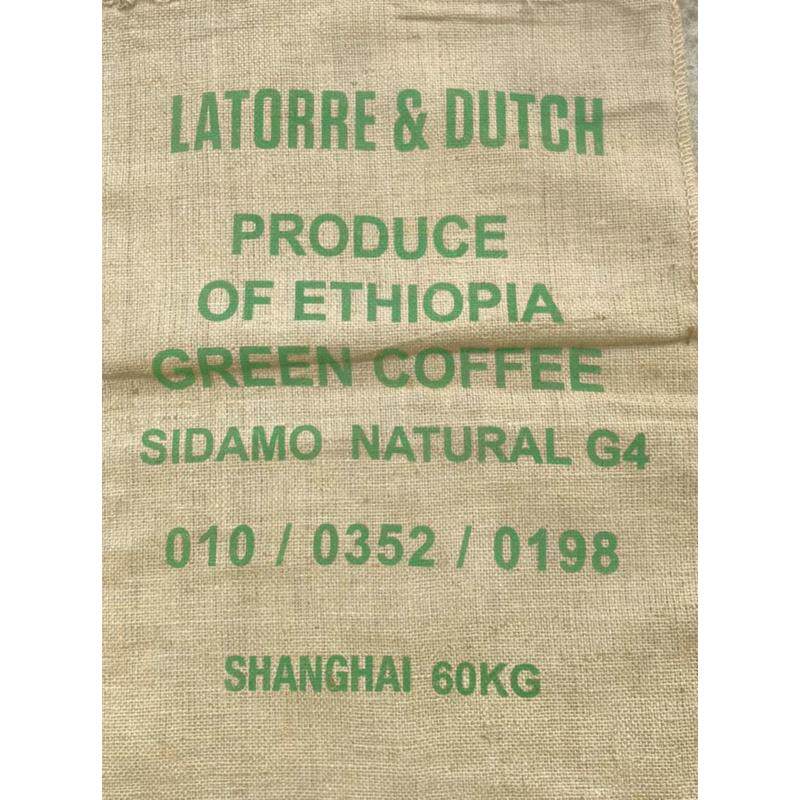 LATORRE & DUTCH
PRODUCE
OF ETHIOPIA
GREEN COFFEE
SIDAMO NATURAL G4
010 / 0352 / 0198
SHANGHAI 60KG